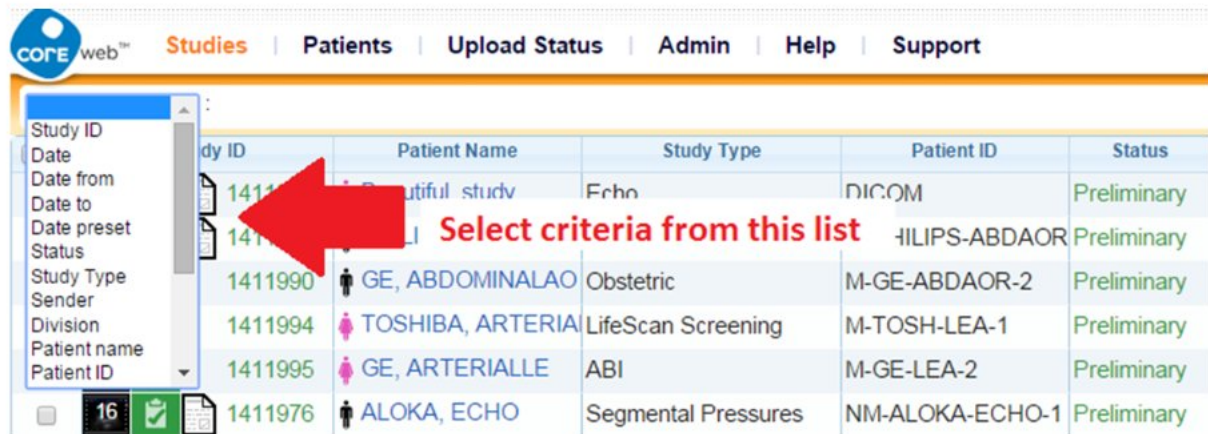 core web™ Studies Patients Upload Status Admin Help Support
:
Study ID
Date
Date from
Date to
Date preset
Status
Study Type
Sender
Division
Patient name
Patient ID
dy ID Patient Name Study Type Patient ID Status
1411 study Echo DICOM Preliminary
141 HILIPS-ABDAOR Preliminary
Select criteria from this list
1411990 GE, ABDOMINALAO Obstetric M-GE-ABDAOR-2 Preliminary
1411994 TOSHIBA, ARTERIA LifeScan Screening M-TOSH-LEA-1 Preliminary
1411995 GE, ARTERIALLE ABI M-GE-LEA-2 Preliminary
16 1411976 ALOKA, ECHO Segmental Pressures NM-ALOKA-ECHO-1 Preliminary